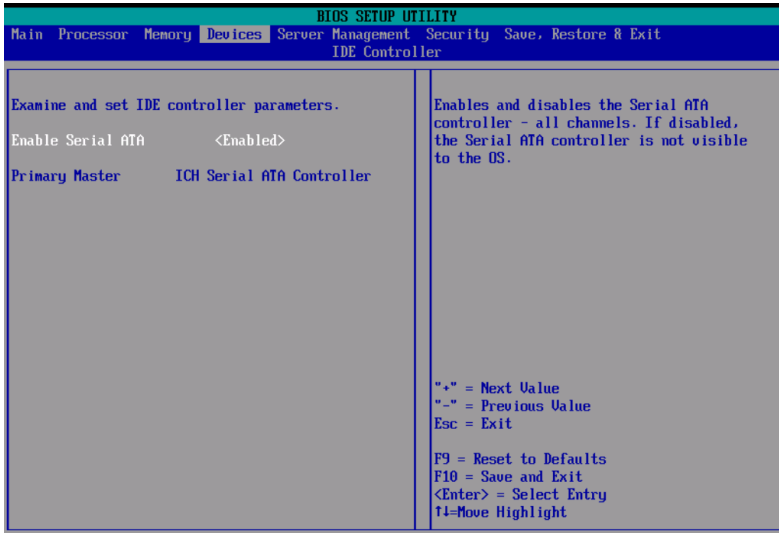 BIOS SETUP UTILITY
Main Processor Memory Devices Server Management Security Save, Restore & Exit
IDE Controller
Examine and set IDE controller parameters.
Enable Serial ATA <Enabled>
Primary Master ICH Serial ATA Controller
Enables and disables the Serial ATA
controller - all channels. If disabled,
the Serial ATA controller is not visible
to the OS.
"+" = Next Value
"-" = Previous Value
Esc = Exit
F9 = Reset to Defaults
F10 = Save and Exit
<Enter> = Select Entry
↑↓=Move Highlight